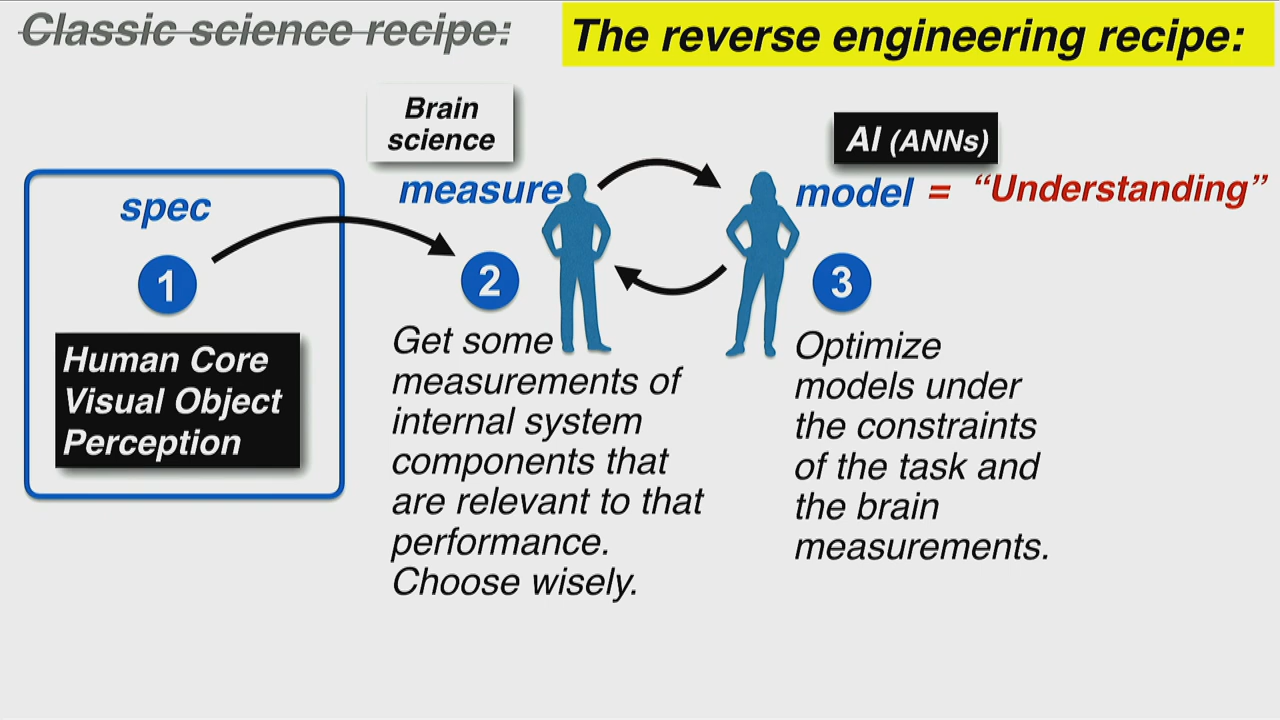 Classic science recipe:
The reverse engineering recipe:
Brain
science
AI (ANNs)
spec
measure
model = “Understanding”
1
2
3
Human Core
Visual Object
Perception
Get some
measurements of
internal system
components that
are relevant to that
performance.
Choose wisely.
Optimize
models under
the constraints
of the task and
the brain
measurements.